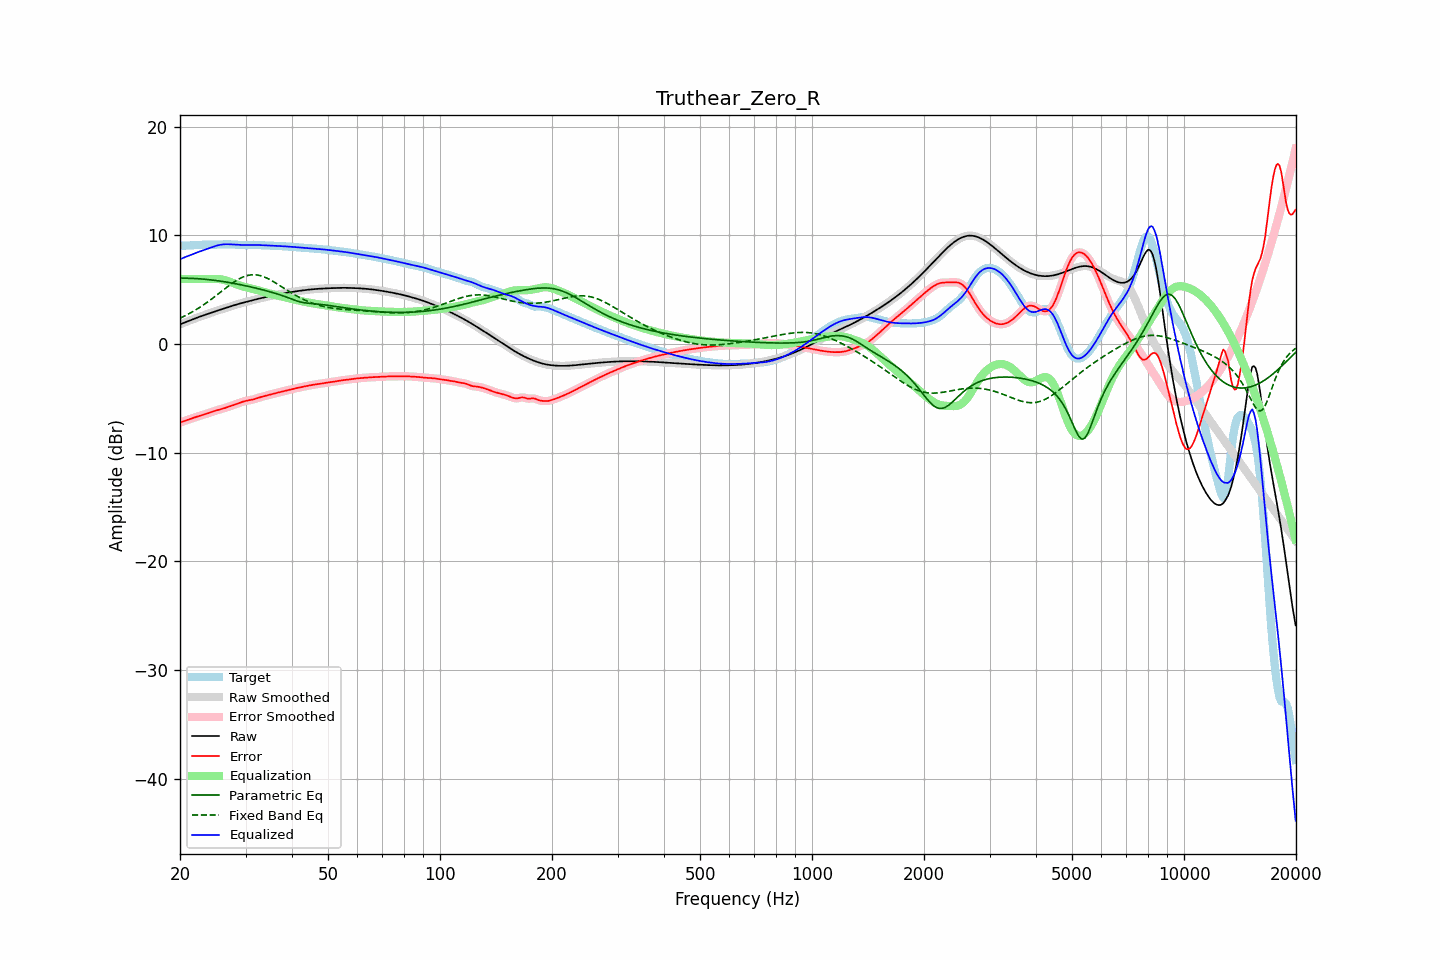 Truthear_Zero_R
20
10
0
−10
−20
−30
−40
Amplitude (dBr)
Target
Raw Smoothed
Error Smoothed
Raw
Error
Equalization
Parametric Eq
Fixed Band Eq
Equalized
20 50 100 200 500 1000 2000 5000 10000 20000
Frequency (Hz)